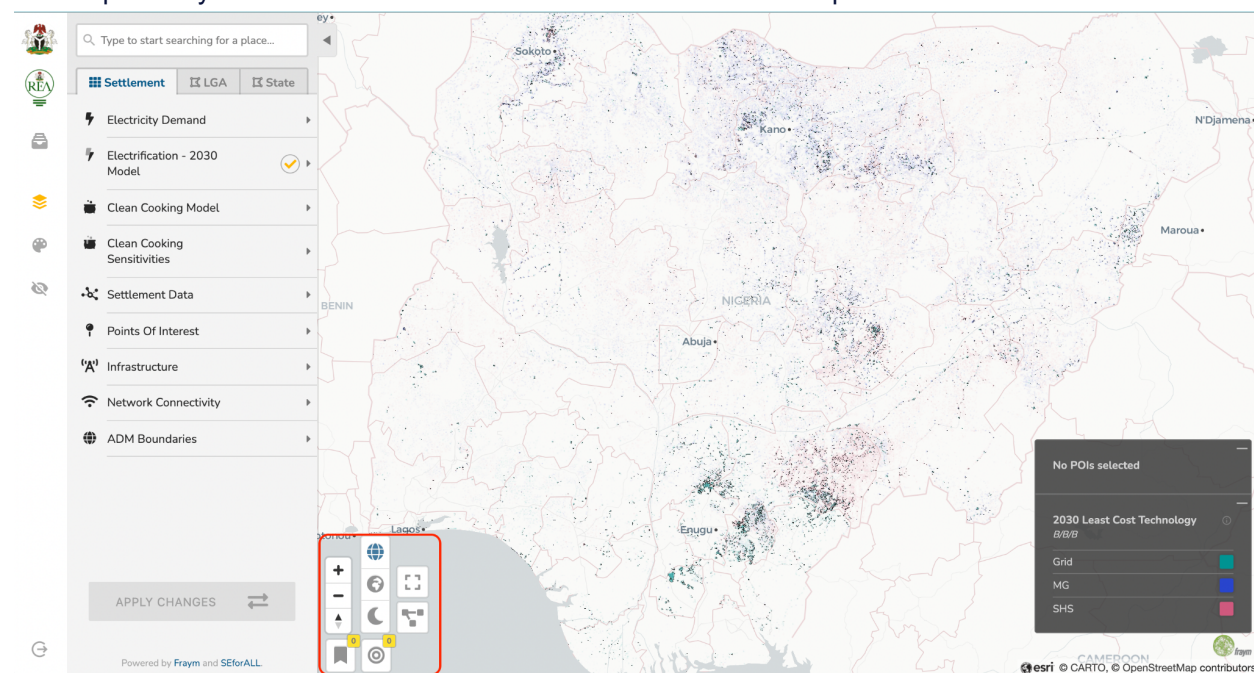 Type to start searching for a place...
Settlement
LGA
State
Electricity Demand
Electrification - 2030
Model
Clean Cooking Model
Clean Cooking
Sensitivities
Settlement Data
Points Of Interest
Infrastructure
Network Connectivity
ADM Boundaries
APPLY CHANGES
Powered by Fraym and SEforALL.
REA
ey
Sokoto
Kano
N'Djamena
Maroua
BENIN
NIGERIA
Abuja
Lagos
Enugu
CAMEROON
0
0
No POIs selected
2030 Least Cost Technology
B/B/B
Grid
MG
SHS
fraym
esri © CARTO, © OpenStreetMap contributors